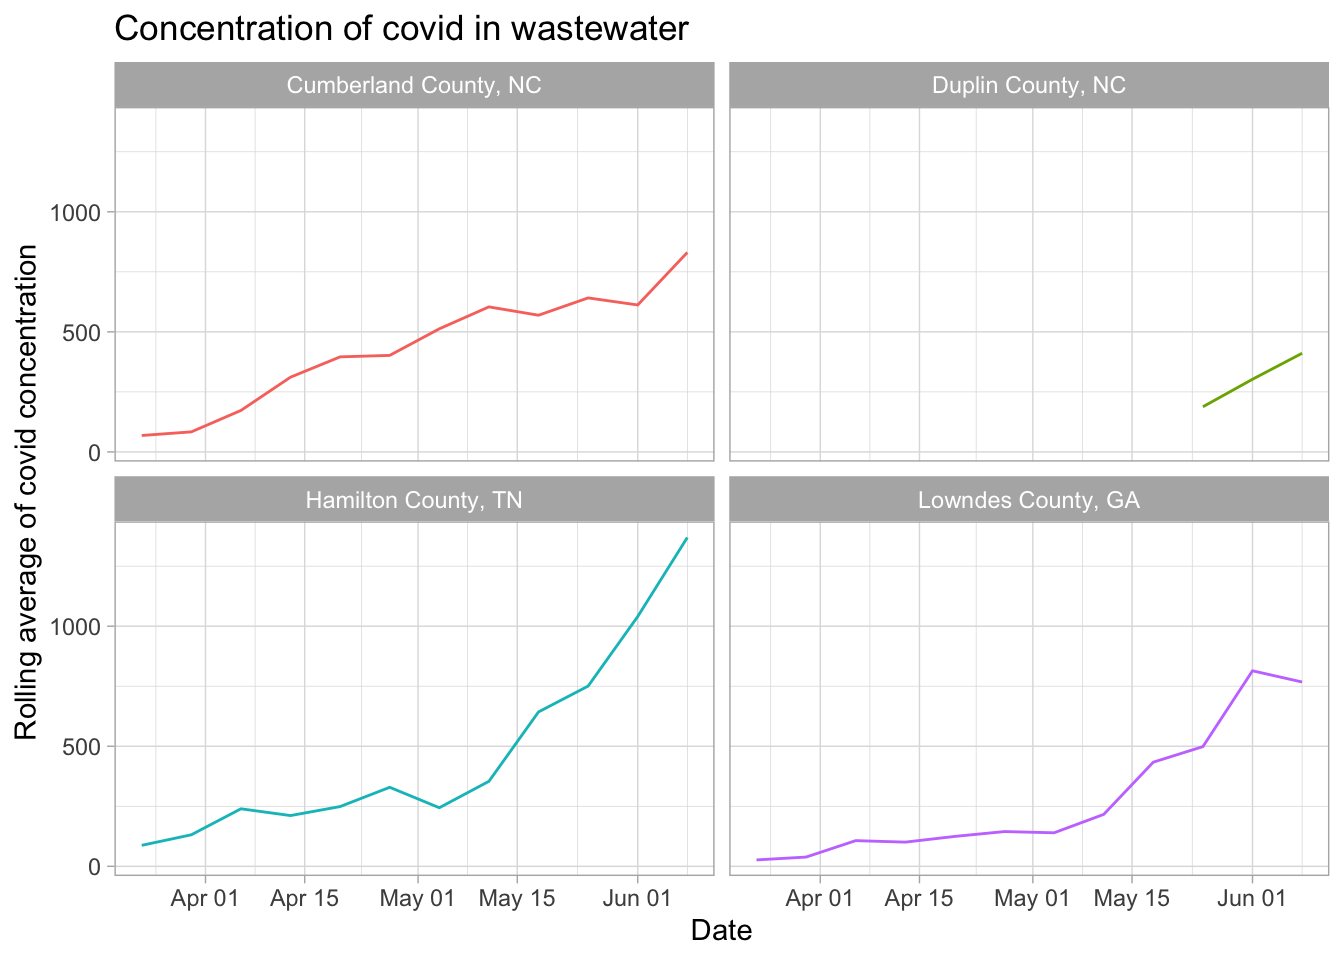 Concentration of covid in wastewater
Cumberland County, NC
Duplin County, NC
1000
500
0
Hamilton County, TN
Lowndes County, GA
1000
500
0
Rolling average of covid concentration
Apr 01 Apr 15 May 01 May 15 Jun 01
Apr 01 Apr 15 May 01 May 15 Jun 01
Date